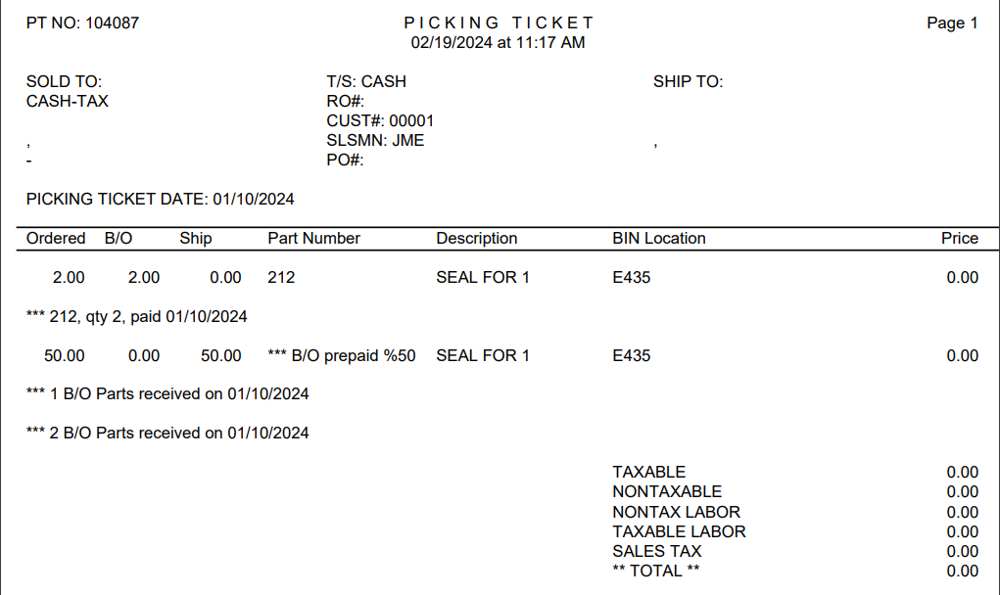 PT NO: 104087 P I C K I N G  T I C K E T Page 1
02/19/2024 at 11:17 AM
SOLD TO: T/S: CASH SHIP TO:
CASH-TAX RO#:
CUST#: 00001
, SLSMN: JME ,
- PO#:
PICKING TICKET DATE: 01/10/2024
Ordered B/O Ship Part Number Description BIN Location Price
2.00 2.00 0.00 212 SEAL FOR 1 E435 0.00
*** 212, qty 2, paid 01/10/2024
50.00 0.00 50.00 *** B/O prepaid %50 SEAL FOR 1 E435 0.00
*** 1 B/O Parts received on 01/10/2024
*** 2 B/O Parts received on 01/10/2024
TAXABLE 0.00
NONTAXABLE 0.00
NONTAX LABOR 0.00
TAXABLE LABOR 0.00
SALES TAX 0.00
** TOTAL ** 0.00